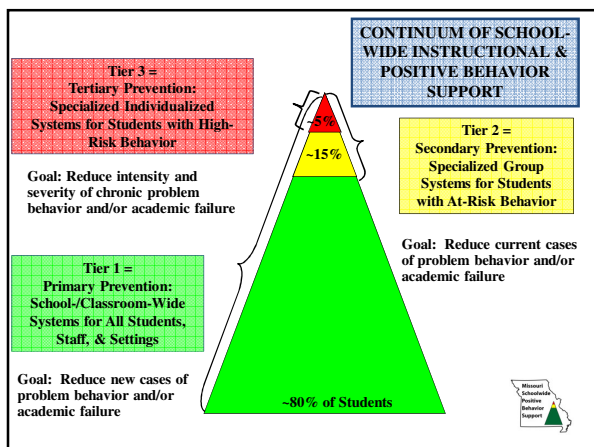 CONTINUUM OF SCHOOL-
WIDE INSTRUCTIONAL &
POSITIVE BEHAVIOR
SUPPORT
Tier 3 =
Tertiary Prevention:
Specialized Individualized
Systems for Students with High-
Risk Behavior
Goal: Reduce intensity and
severity of chronic problem
behavior and/or academic failure
~5%
~15%
Tier 2 =
Secondary Prevention:
Specialized Group
Systems for Students
with At-Risk Behavior
Goal: Reduce current cases
of problem behavior and/or
academic failure
Tier 1 =
Primary Prevention:
School-/Classroom-Wide
Systems for All Students,
Staff, & Settings
Goal: Reduce new cases of
problem behavior and/or
academic failure
~80% of Students
Missouri
Schoolwide
Positive
Behavior
Support